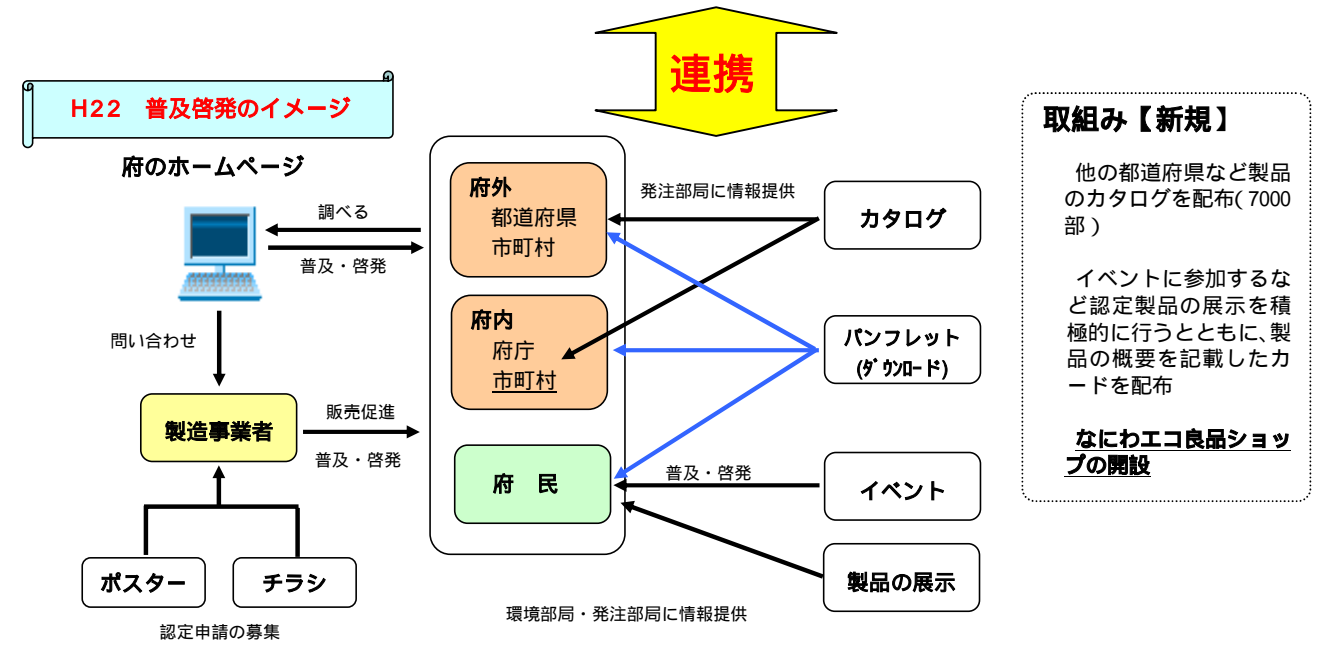 連携
H22　普及啓発のイメージ
府のホームページ
調べる
普及・啓発
問い合わせ
製造事業者
販売促進
普及・啓発
ポスター
チラシ
認定申請の募集
府外
都道府県
市町村
府内
府庁
市町村
府　民
発注部局に情報提供
カタログ
パンフレット
(ﾀﾞｳﾝﾛｰﾄﾞ)
普及・啓発
イベント
製品の展示
環境部局・発注部局に情報提供
取組み【新規】
他の都道府県など製品
のカタログを配布(7000
部)
イベントに参加するな
ど認定製品の展示を積
極的に行うとともに、製
品の概要を記載したカ
ードを配布
なにわエコ良品ショッ
プの開設